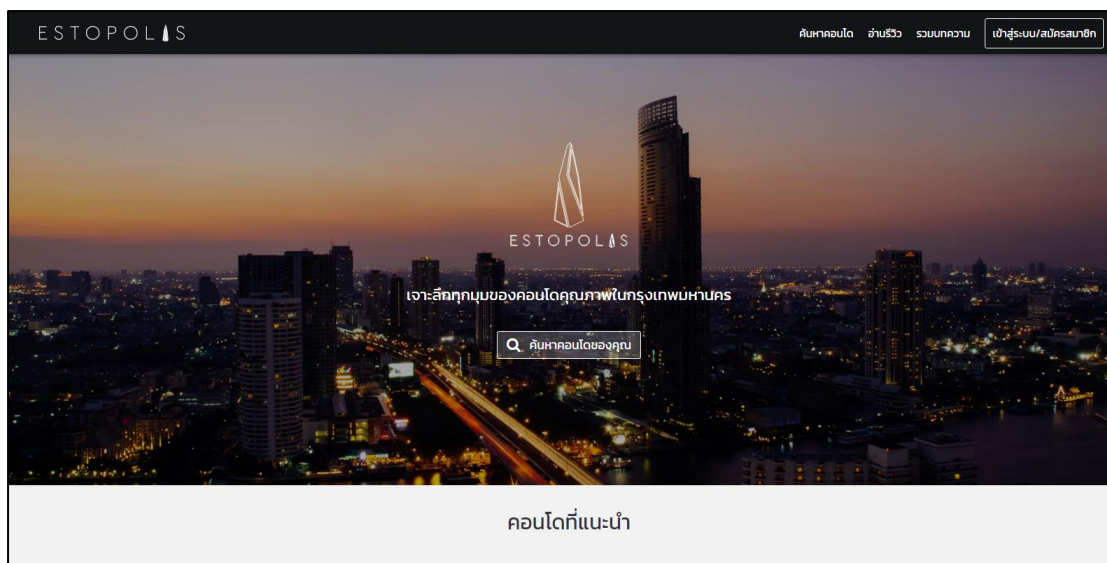 ESTOPOLIS
ค้นหาคอนโด อ่านรีวิว รวมบทความ เข้าสู่ระบบ/สมัครสมาชิก
ESTOPOLIS
เจาะลึกทุกมุมของคอนโดคุณภาพในกรุงเทพมหานคร
ค้นหาคอนโดของคุณ
คอนโดที่แนะนำ